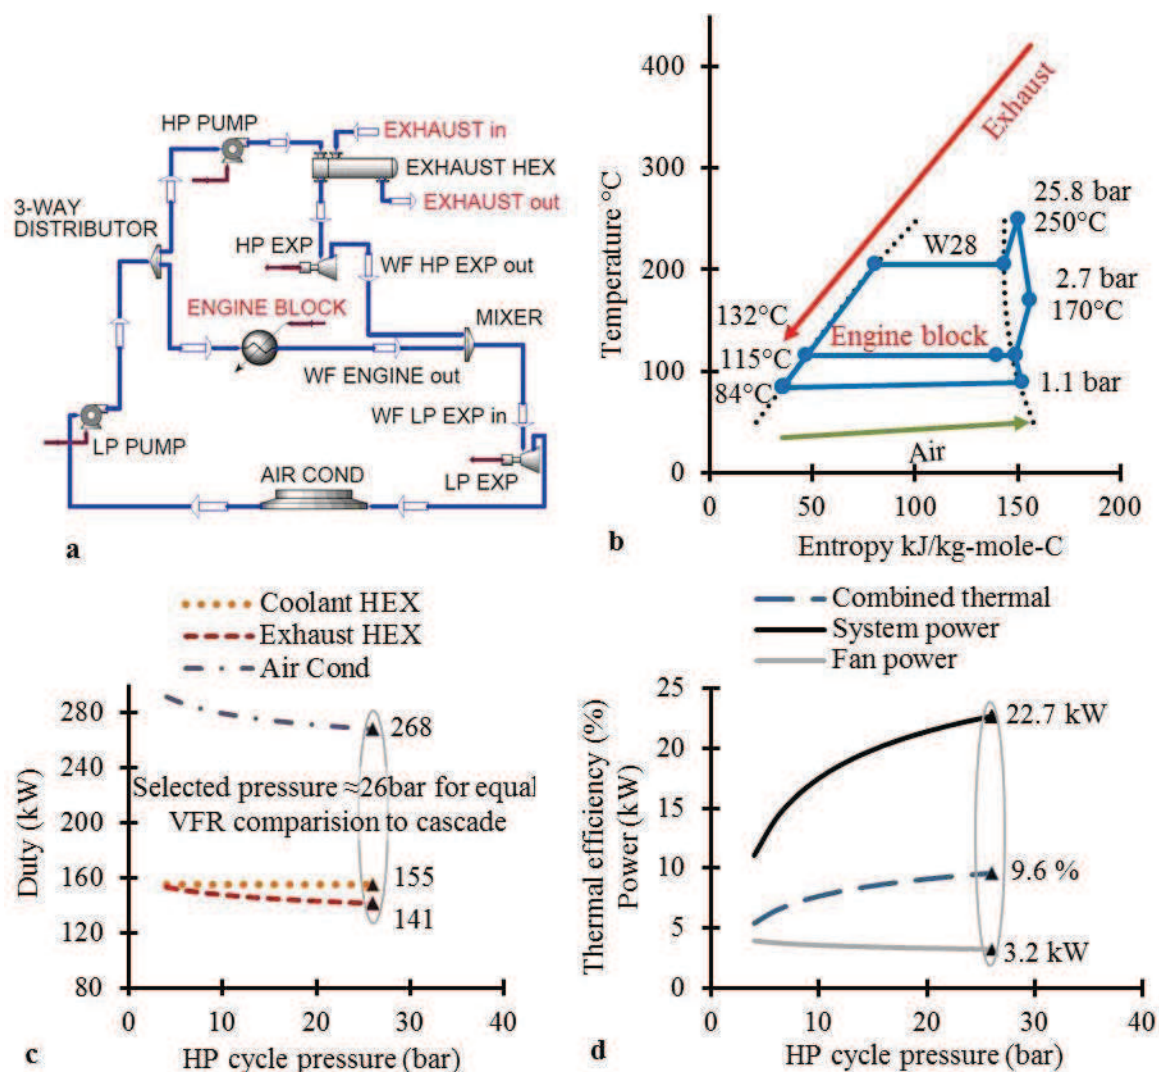 a
HP PUMP
EXHAUST in
EXHAUST HEX
EXHAUST out
3-WAY
DISTRIBUTOR
HP EXP
WF HP EXP out
ENGINE BLOCK
MIXER
WF ENGINE out
WF LP EXP in
LP PUMP
AIR COND
LP EXP
b
Temperature °C
400
300
200
100
0
0 50 100 150 200
Entropy kJ/kg-mole-C
Exhaust
25.8 bar
250°C
W28
2.7 bar
170°C
132°C
Engine block
115°C
84°C
1.1 bar
Air
Coolant HEX
Exhaust HEX
Air Cond
Duty (kW)
280
240
200
160
120
80
268
Selected pressure ≈26bar for equal
VFR comparision to cascade
155
141
0 10 20 30 40
c
HP cycle pressure (bar)
Combined thermal
System power
Fan power
Thermal efficiency (%)
Power (kW)
25
20
15
10
5
0
22.7 kW
9.6 %
3.2 kW
0 10 20 30 40
d
HP cycle pressure (bar)